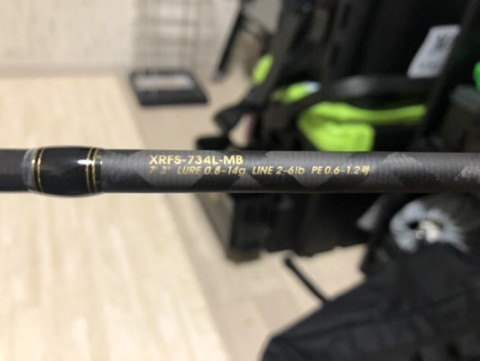 XRFS-734L-MB
7'3" LURE 0.8-14g LINE 2-6lb PE 0.6-1.2号